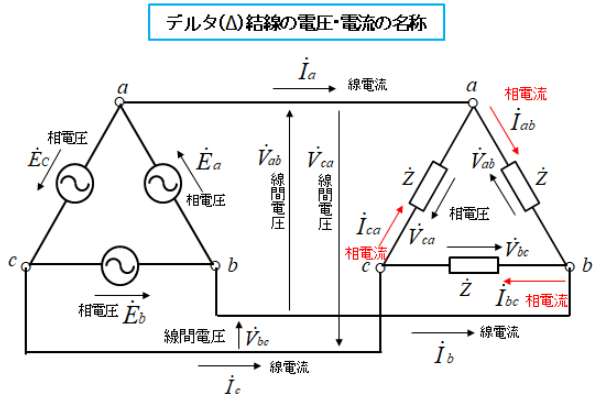 デルタ(Δ)結線の電圧・電流の名称
İa 線電流
a
a
相電圧
Ėc
Ėa
相電圧
V̇ab 線間電圧
V̇ca 線間電圧
相電流
İab
Ż
V̇ab
Ż
相電圧
İca
相電流
V̇ca
V̇bc
c
b
c
b
相電圧 Ėb
Ż
İbc 相電流
線間電圧 V̇bc
線電流
İb
線電流
İc